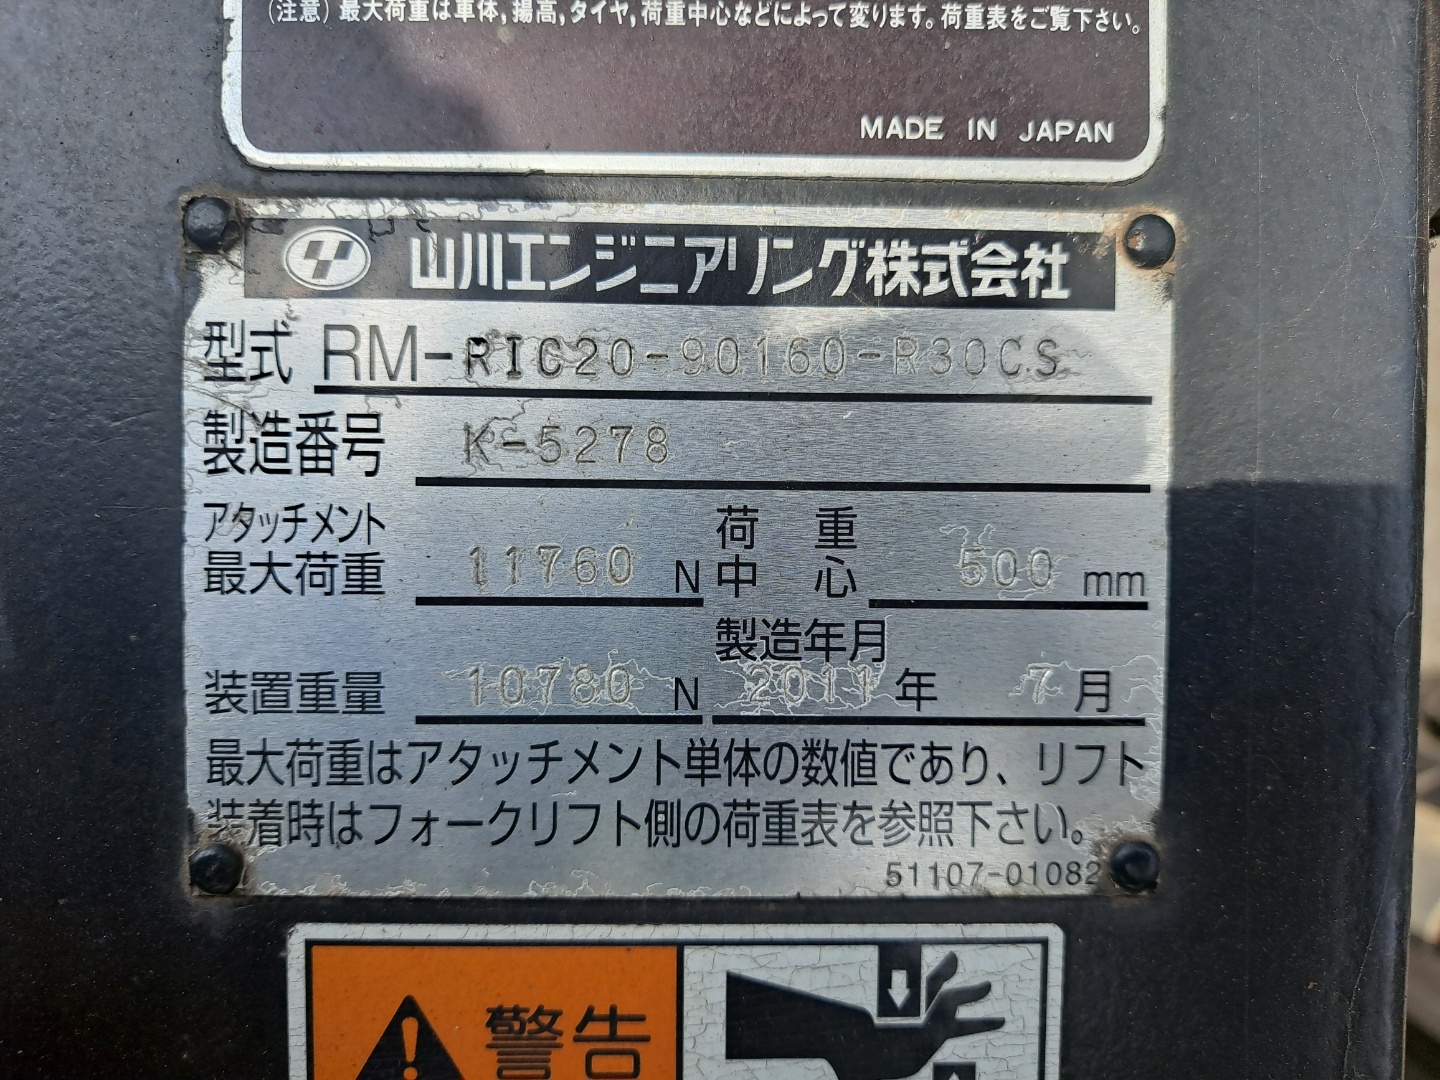 (注意) 最大荷重は車体,揚高,タイヤ,荷重中心などによって変ります。荷重表をご覧下さい。
MADE IN JAPAN
山川エンジニアリング株式会社
型式 RM-RIC20-90160-R30CS
製造番号 K-5278
アタッチメント 最大荷重 11760 N 荷重中心 500 mm
装置重量 10780 N 製造年月 2011 年 7 月
最大荷重はアタッチメント単体の数値であり、リフト
装着時はフォークリフト側の荷重表を参照下さい。
51107-01082
警告